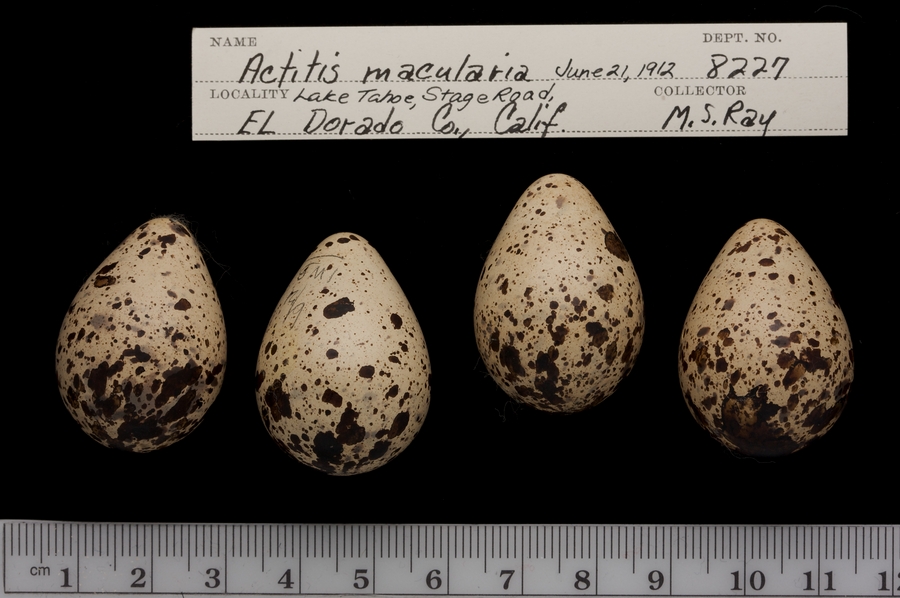 NAME DEPT. NO.
Actitis macularia June 21, 1912 8227
LOCALITY Lake Tahoe, Stage Road, COLLECTOR
EL Dorado Co., Calif. M.S. Ray
cm 1 2 3 4 5 6 7 8 9 10 11